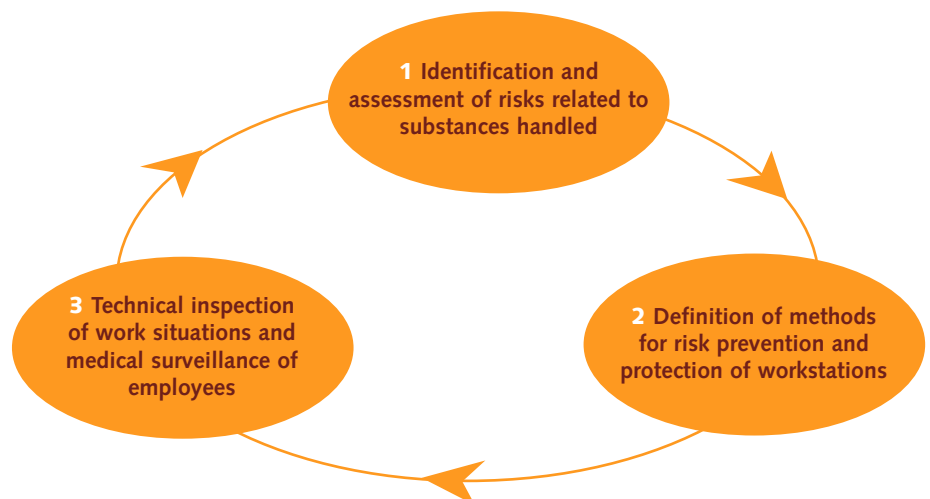 1 Identification and
assessment of risks related to
substances handled
2 Definition of methods
for risk prevention and
protection of workstations
3 Technical inspection
of work situations and
medical surveillance of
employees